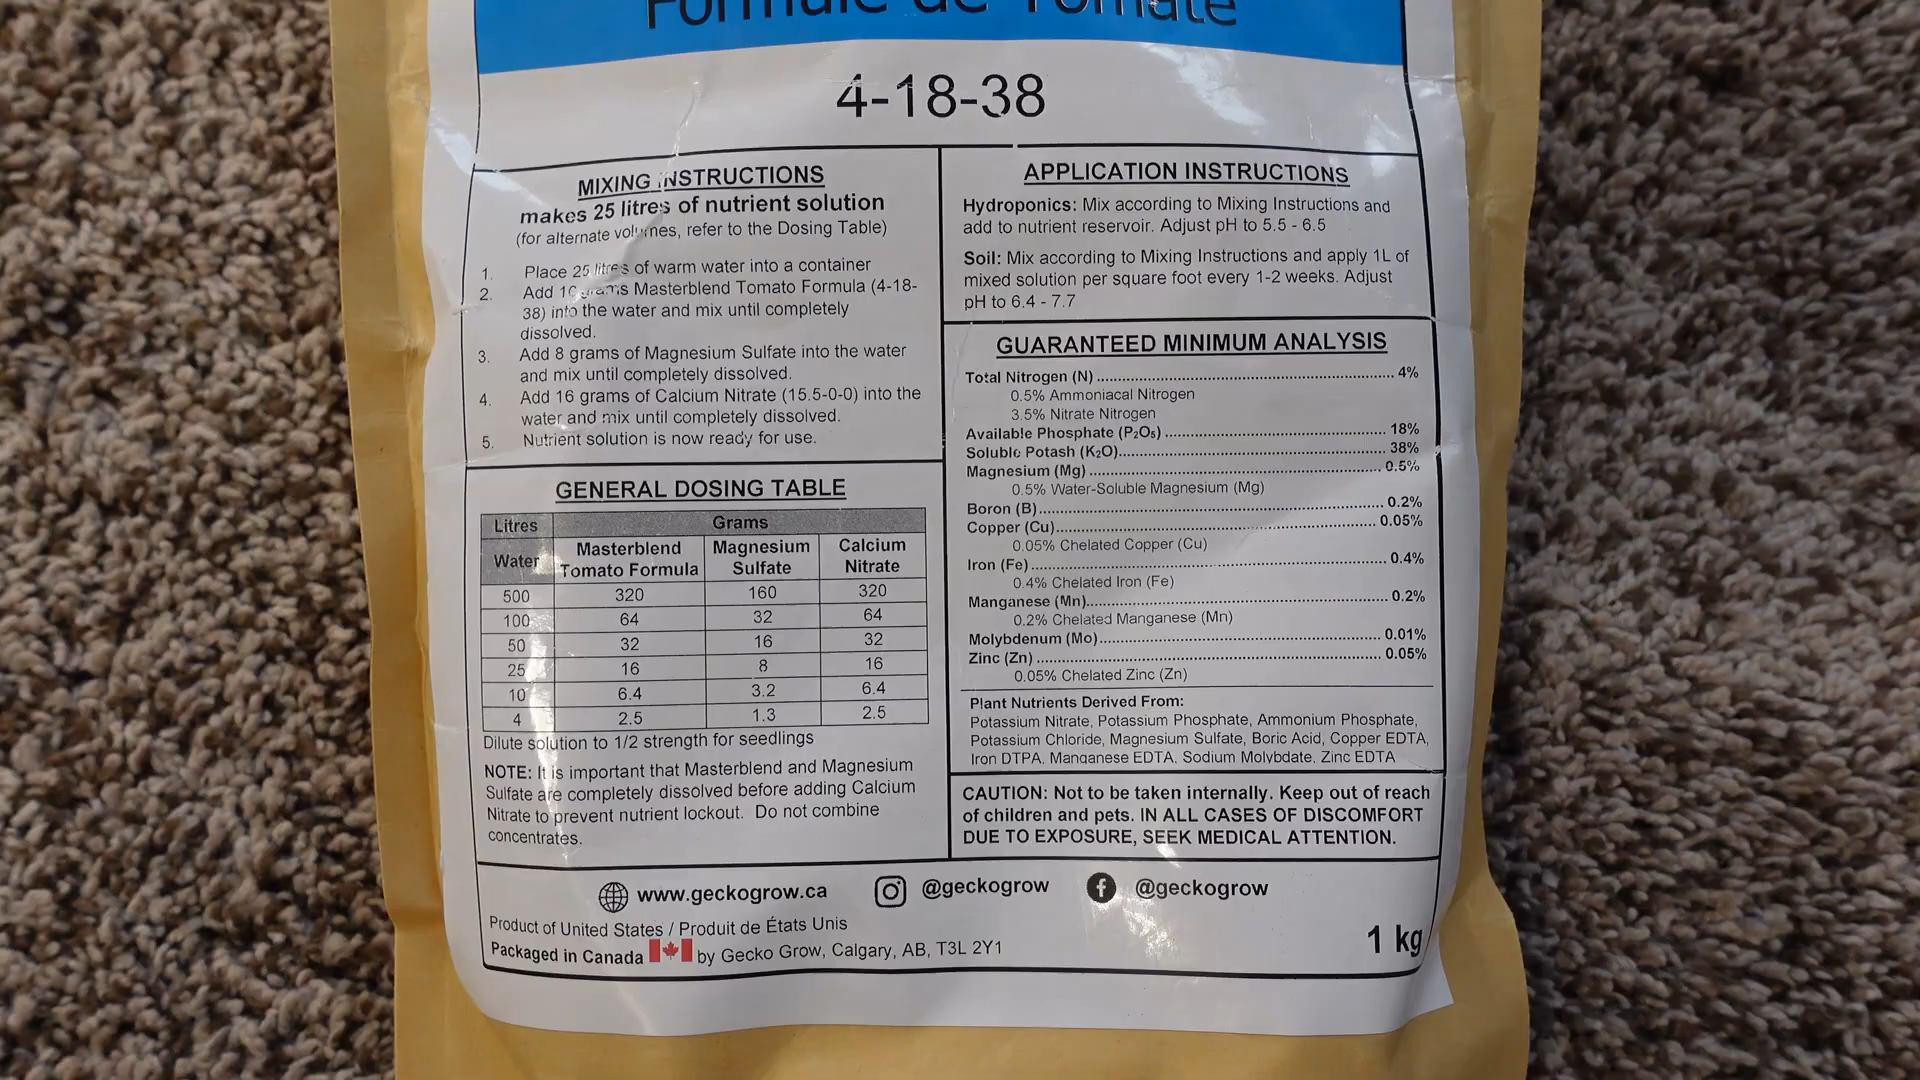 Formule de Tomate
4-18-38
MIXING INSTRUCTIONS
makes 25 litres of nutrient solution
(for alternate volumes, refer to the Dosing Table)
1. Place 25 litres of warm water into a container
2. Add 16 grams Masterblend Tomato Formula (4-18-
38) into the water and mix until completely
dissolved.
3. Add 8 grams of Magnesium Sulfate into the water
and mix until completely dissolved.
4. Add 16 grams of Calcium Nitrate (15.5-0-0) into the
water and mix until completely dissolved.
5. Nutrient solution is now ready for use.
GENERAL DOSING TABLE
Litres Grams
Water Masterblend Tomato Formula Magnesium Sulfate Calcium Nitrate
500 320 160 320
100 64 32 64
50 32 16 32
25 16 8 16
10 6.4 3.2 6.4
4 2.5 1.3 2.5
Dilute solution to 1/2 strength for seedlings
NOTE: It is important that Masterblend and Magnesium
Sulfate are completely dissolved before adding Calcium
Nitrate to prevent nutrient lockout. Do not combine
concentrates.
APPLICATION INSTRUCTIONS
Hydroponics: Mix according to Mixing Instructions and
add to nutrient reservoir. Adjust pH to 5.5 - 6.5
Soil: Mix according to Mixing Instructions and apply 1L of
mixed solution per square foot every 1-2 weeks. Adjust
pH to 6.4 - 7.7
GUARANTEED MINIMUM ANALYSIS
Total Nitrogen (N) 4%
0.5% Ammoniacal Nitrogen
3.5% Nitrate Nitrogen
Available Phosphate (P₂O₅) 18%
Soluble Potash (K₂O) 38%
Magnesium (Mg) 0.5%
0.5% Water-Soluble Magnesium (Mg)
Boron (B) 0.2%
Copper (Cu) 0.05%
0.05% Chelated Copper (Cu)
Iron (Fe) 0.4%
0.4% Chelated Iron (Fe)
Manganese (Mn) 0.2%
0.2% Chelated Manganese (Mn)
Molybdenum (Mo) 0.01%
Zinc (Zn) 0.05%
0.05% Chelated Zinc (Zn)
Plant Nutrients Derived From:
Potassium Nitrate, Potassium Phosphate, Ammonium Phosphate,
Potassium Chloride, Magnesium Sulfate, Boric Acid, Copper EDTA,
Iron DTPA, Manganese EDTA, Sodium Molybdate, Zinc EDTA
CAUTION: Not to be taken internally. Keep out of reach
of children and pets. IN ALL CASES OF DISCOMFORT
DUE TO EXPOSURE, SEEK MEDICAL ATTENTION.
www.geckogrow.ca @geckogrow @geckogrow
Product of United States / Produit de États Unis
Packaged in Canada by Gecko Grow, Calgary, AB, T3L 2Y1
1 kg